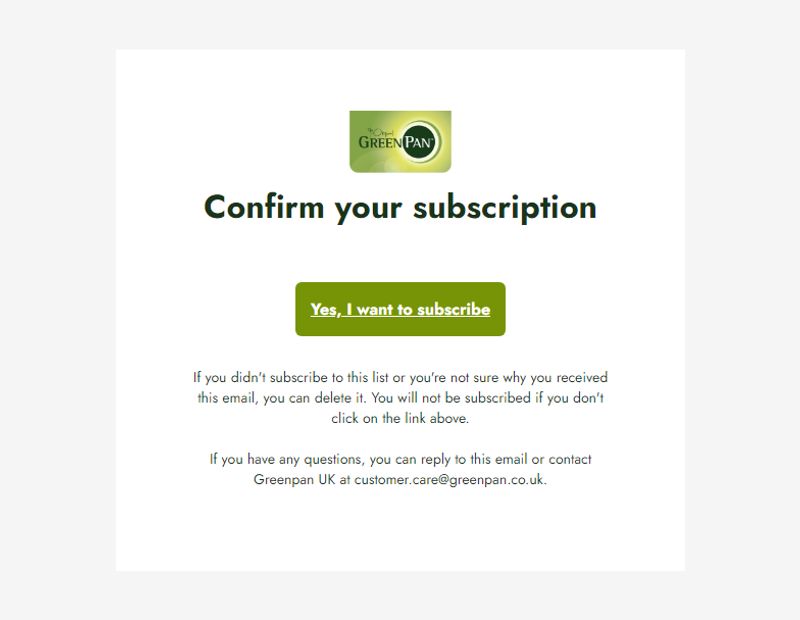 The Original
GREENPAN™
Confirm your subscription
Yes, I want to subscribe
If you didn't subscribe to this list or you're not sure why you received
this email, you can delete it. You will not be subscribed if you don't
click on the link above.
If you have any questions, you can reply to this email or contact
Greenpan UK at customer.care@greenpan.co.uk.